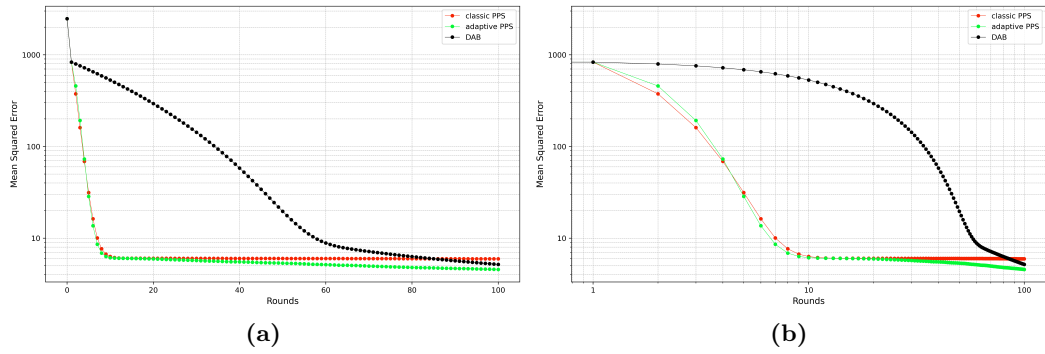 classic PPS
adaptive PPS
DAB
1000
100
10
Mean Squared Error
0
20
40
60
80
100
Rounds
(a)
classic PPS
adaptive PPS
DAB
1000
100
10
Mean Squared Error
1
10
100
Rounds
(b)